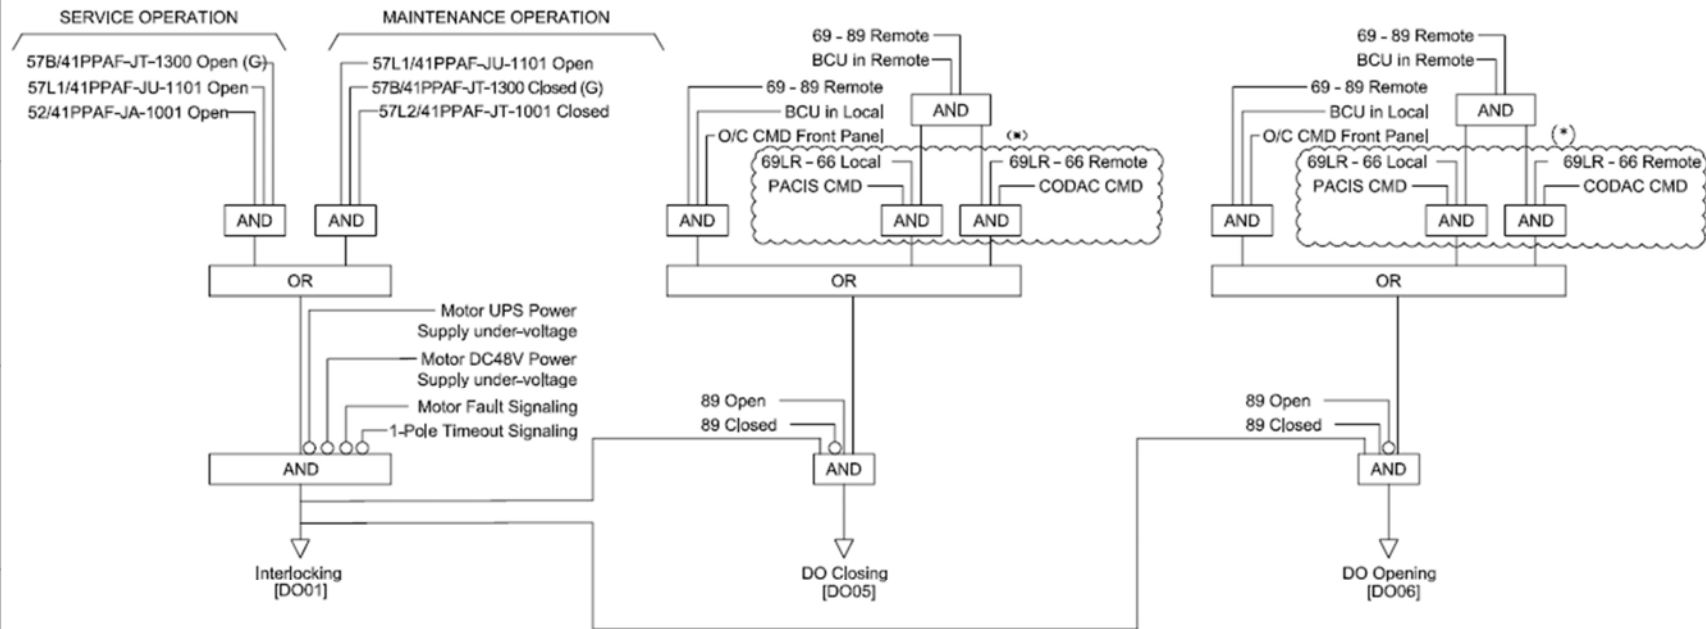 SERVICE OPERATION
MAINTENANCE OPERATION
57B/41PPAF-JT-1300 Open (G)
57L1/41PPAF-JU-1101 Open
52/41PPAF-JA-1001 Open
57L1/41PPAF-JU-1101 Open
57B/41PPAF-JT-1300 Closed (G)
57L2/41PPAF-JT-1001 Closed
AND
AND
OR
Motor UPS Power
Supply under-voltage
Motor DC48V Power
Supply under-voltage
Motor Fault Signaling
1-Pole Timeout Signaling
AND
Interlocking
[DO01]
69 - 89 Remote
BCU in Remote
69 - 89 Remote
BCU in Local
O/C CMD Front Panel
AND
(*)
69LR - 66 Local
69LR - 66 Remote
PACIS CMD
CODAC CMD
AND
AND
AND
OR
89 Open
89 Closed
AND
DO Closing
[DO05]
69 - 89 Remote
BCU in Remote
69 - 89 Remote
BCU in Local
O/C CMD Front Panel
AND
(*)
69LR - 66 Local
69LR - 66 Remote
PACIS CMD
CODAC CMD
AND
AND
AND
OR
89 Open
89 Closed
AND
DO Opening
[DO06]